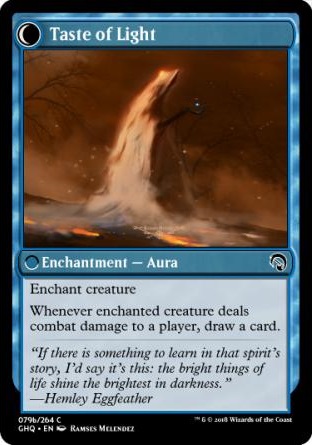 Taste of Light
Enchantment — Aura
Enchant creature
Whenever enchanted creature deals
combat damage to a player, draw a card.
"If there is something to learn in that spirit's
story, I'd say it's this: the bright things of
life shine the brightest in darkness."
—Hemley Eggfeather
079b/264 C
GHQ • EN Ramses Melendez
™ & © 2018 Wizards of the Coast